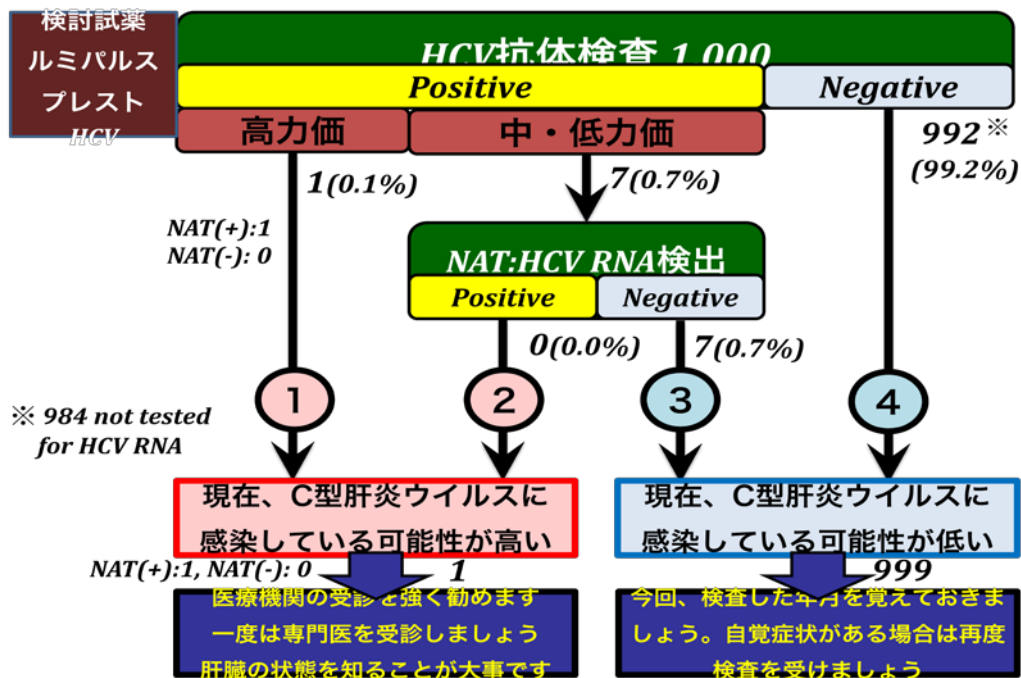 検討試薬
ルミパルス
プレスト
HCV
HCV抗体検査 1,000
Positive
Negative
高力価
中・低力価
992※
(99.2%)
1(0.1%)
7(0.7%)
NAT(+):1
NAT(-): 0
NAT:HCV RNA検出
Positive
Negative
0(0.0%)
7(0.7%)
1
2
3
4
※ 984 not tested
for HCV RNA
現在、C型肝炎ウイルスに
感染している可能性が高い
現在、C型肝炎ウイルスに
感染している可能性が低い
NAT(+):1, NAT(-): 0
1
999
医療機関の受診を強く勧めます
一度は専門医を受診しましょう
肝臓の状態を知ることが大事です
今回、検査した年月を覚えておきま
しょう。自覚症状がある場合は再度
検査を受けましょう